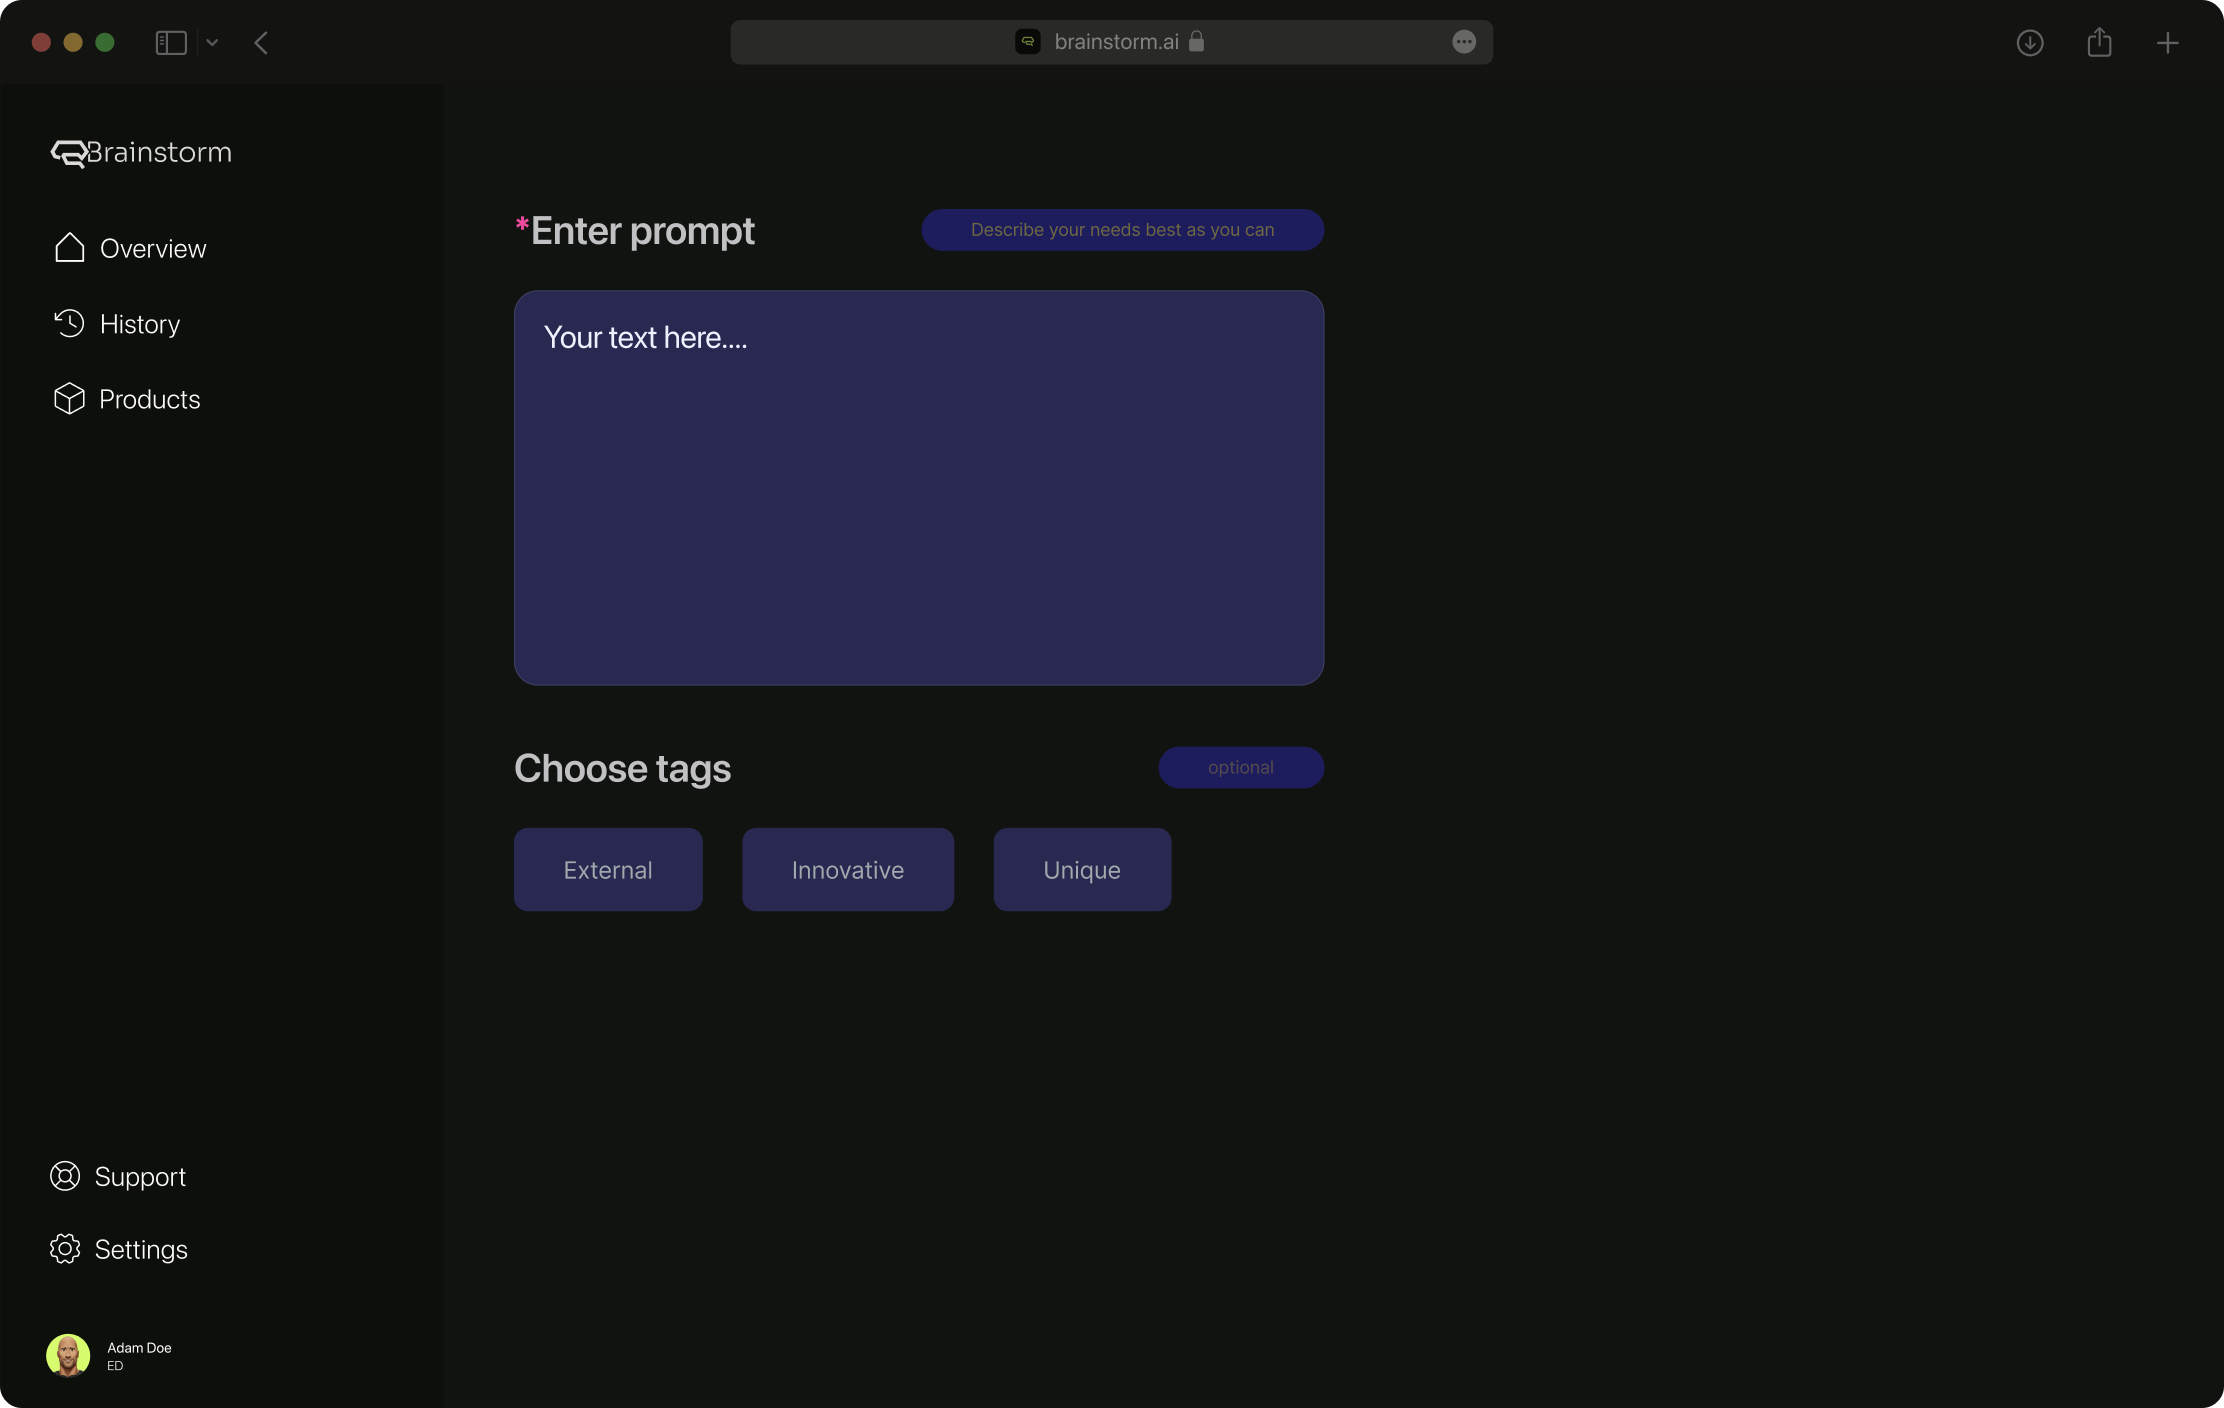 brainstorm.ai
Brainstorm
Overview
History
Products
*Enter prompt
Describe your needs best as you can
Your text here....
Choose tags
optional
External
Innovative
Unique
Support
Settings
Adam Doe
ED